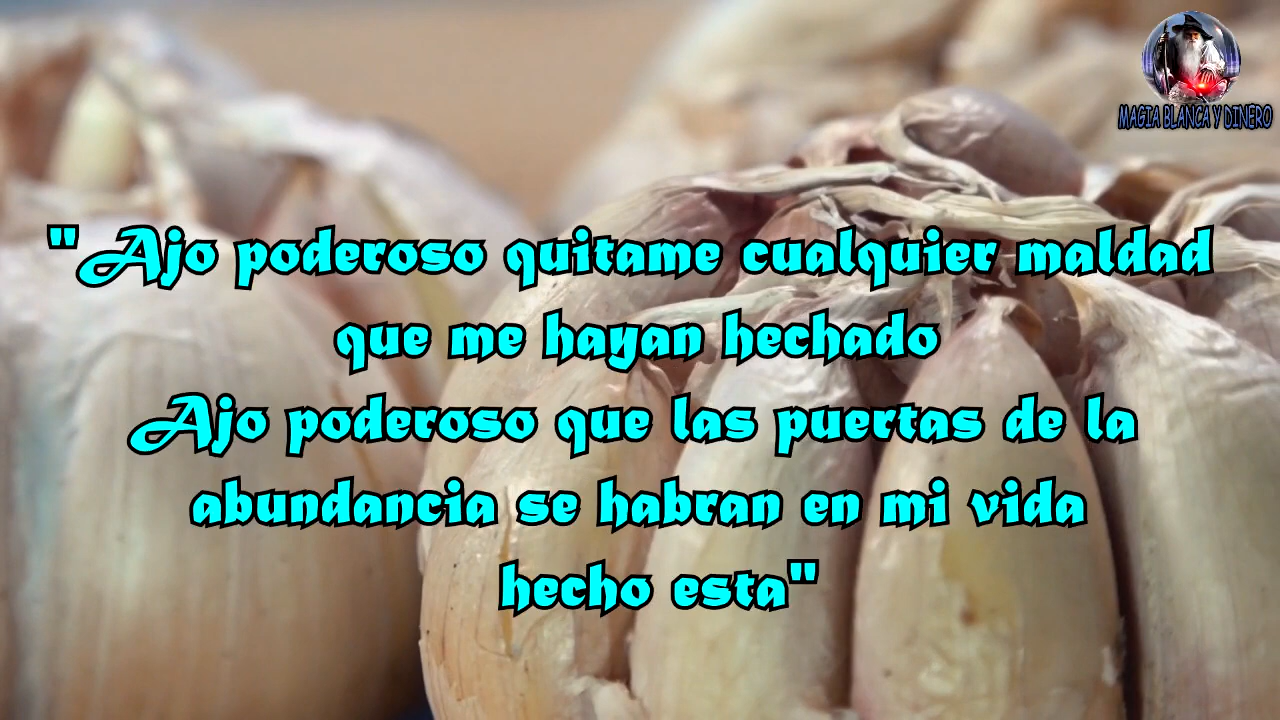 MAGIA BLANCA Y DINERO
"Ajo poderoso quitame cualquier maldad
que me hayan hechado
Ajo poderoso que las puertas de la
abundancia se habran en mi vida
hecho esta"